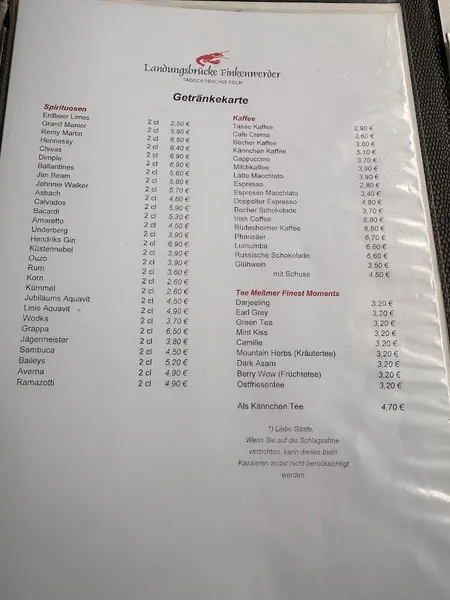 Landungsbrücke Finkenwerder
TÄGLICH FRISCHER FISCH
Getränkekarte
Spirituosen
Erdbeer Limes 2 cl 2,50 €
Grand Manier 2 cl 5,90 €
Remy Martin 2 cl 6,50 €
Hennessy 2 cl 6,40 €
Chivas 2 cl 6,90 €
Dimple 2 cl 6,90 €
Ballantines 2 cl 5,60 €
Jim Beam 2 cl 5,80 €
Johnnie Walker 2 cl 5,70 €
Asbach 2 cl 4,60 €
Calvados 2 cl 5,90 €
Bacardi 2 cl 5,30 €
Amaretto 2 cl 4,50 €
Underberg 2 cl 3,90 €
Hendriks Gin 2 cl 6,90 €
Küstennebel 2 cl 3,90 €
Ouzo 2 cl 3,90 €
Rum 2 cl 3,60 €
Korn 2 cl 2,60 €
Kümmel 2 cl 2,60 €
Jubiläums Aquavit 2 cl 4,50 €
Linie Aquavit 2 cl 4,90 €
Wodka 2 cl 3,70 €
Grappa 2 cl 6,50 €
Jägermeister 2 cl 3,80 €
Sambuca 2 cl 4,50 €
Baileys 2 cl 5,20 €
Averna 2 cl 4,90 €
Ramazotti 2 cl 4,90 €
Kaffee
Tasse Kaffee 2,90 €
Cafe Crema 3,60 €
Becher Kaffee 3,80 €
Kännchen Kaffee 5,10 €
Cappuccino 3,70 €
Milchkaffee 3,90 €
Latte Macchiato 3,90 €
Espresso 2,80 €
Espresso Macchiato 3,40 €
Doppelter Espresso 4,80 €
Becher Schokolade 3,70 €
Irish Coffee 6,80 €
Rüdesheimer Kaffee 6,80 €
Pharisäer 6,70 €
Lumumba 6,60 €
Russische Schokolade 6,60 €
Glühwein 3,50 €
mit Schuss 4,50 €
Tee Meßmer Finest Moments
Darjeeling 3,20 €
Earl Grey 3,20 €
Green Tea 3,20 €
Mint Kiss 3,20 €
Camille 3,20 €
Mountain Herbs (Kräutertee) 3,20 €
Dark Asam 3,20 €
Berry Wow (Früchtetee) 3,20 €
Ostfriesentee 3,20 €
Als Kännchen Tee 4,70 €
*) Liebe Gäste,
Wenn Sie auf die Schlagsahne
verzichten, kann dieses beim
Kassieren leider nicht berücksichtigt
werden.